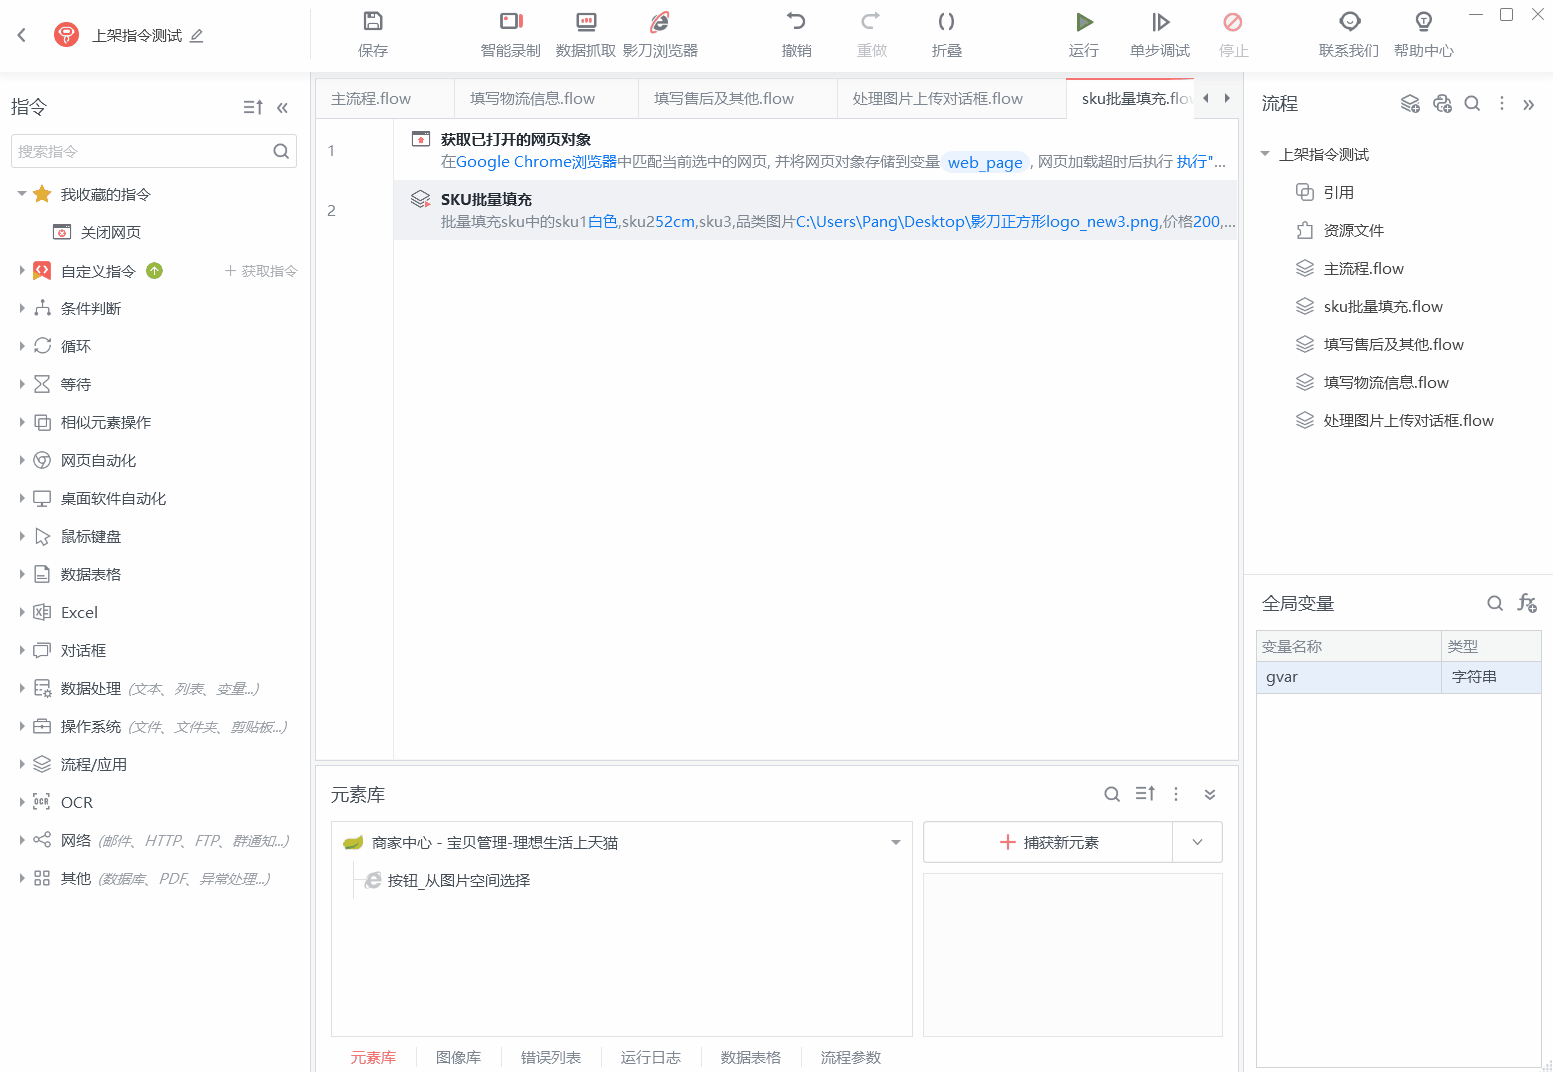 上架指令测试
保存
智能录制
数据抓取
影刀浏览器
撤销
重做
折叠
运行
单步调试
停止
联系我们
帮助中心
指令
搜索指令
我收藏的指令
关闭网页
自定义指令
获取指令
条件判断
循环
等待
相似元素操作
网页自动化
桌面软件自动化
鼠标键盘
数据表格
Excel
对话框
数据处理 (文本、列表、变量...)
操作系统 (文件、文件夹、剪贴板...)
流程/应用
OCR
网络 (邮件、HTTP、FTP、群通知...)
其他 (数据库、PDF、异常处理...)
主流程.flow
填写物流信息.flow
填写售后及其他.flow
处理图片上传对话框.flow
sku批量填充.flo
1
获取已打开的网页对象
在Google Chrome浏览器中匹配当前选中的网页, 并将网页对象存储到变量 web_page , 网页加载超时后执行 执行"...
2
SKU批量填充
批量填充sku中的sku1白色,sku252cm,sku3,品类图片C:\Users\Pang\Desktop\影刀正方形logo_new3.png,价格200,...
元素库
商家中心 - 宝贝管理-理想生活上天猫
按钮_从图片空间选择
捕获新元素
元素库
图像库
错误列表
运行日志
数据表格
流程参数
流程
上架指令测试
引用
资源文件
主流程.flow
sku批量填充.flow
填写售后及其他.flow
填写物流信息.flow
处理图片上传对话框.flow
全局变量
变量名称
类型
gvar
字符串